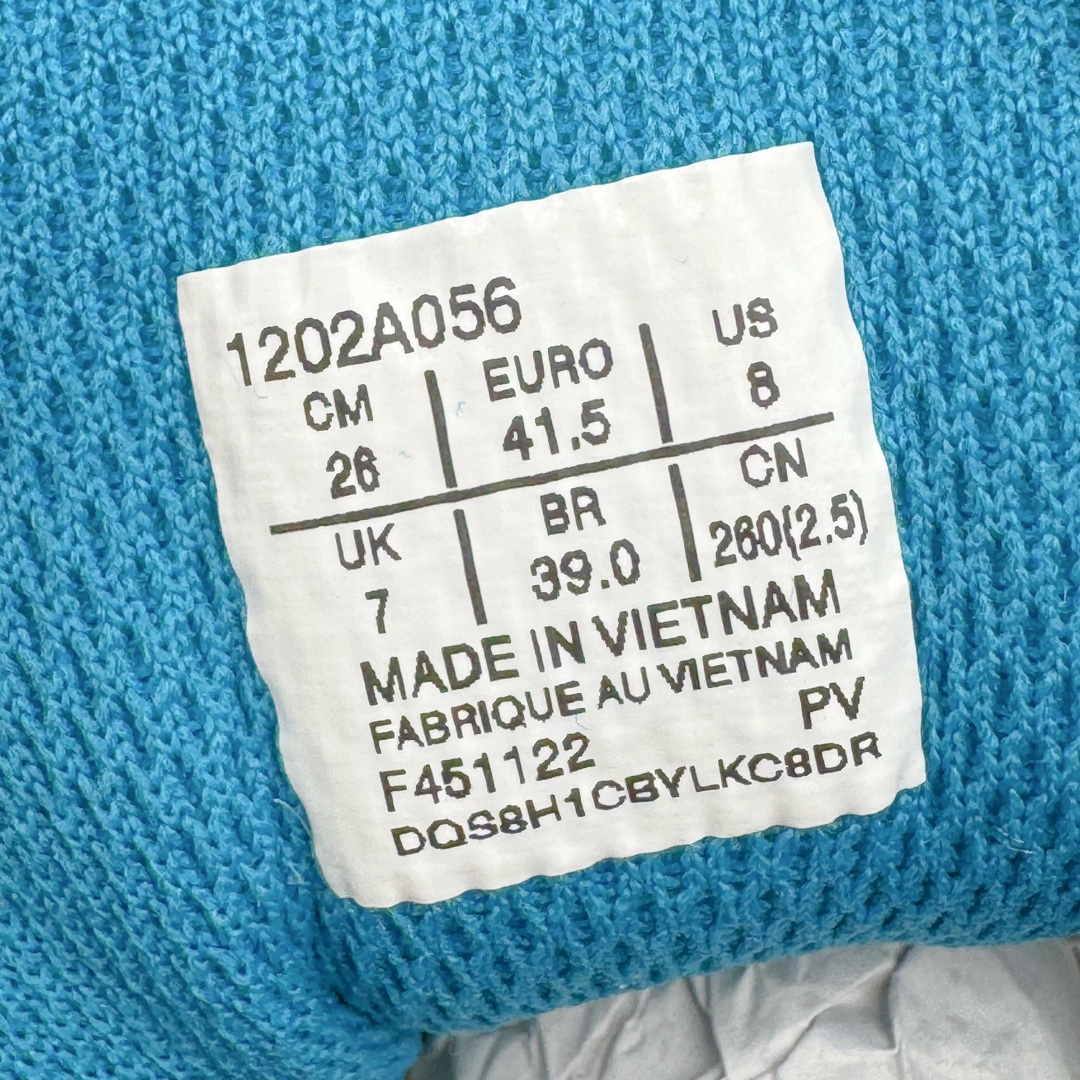 1202A056
CM EURO US
26 41.5 8
UK BR CN
7 39.0 260(2.5)
MADE IN VIETNAM
FABRIQUE AU VIETNAM
F451122 PV
DQS8H1CBYLKC8DR